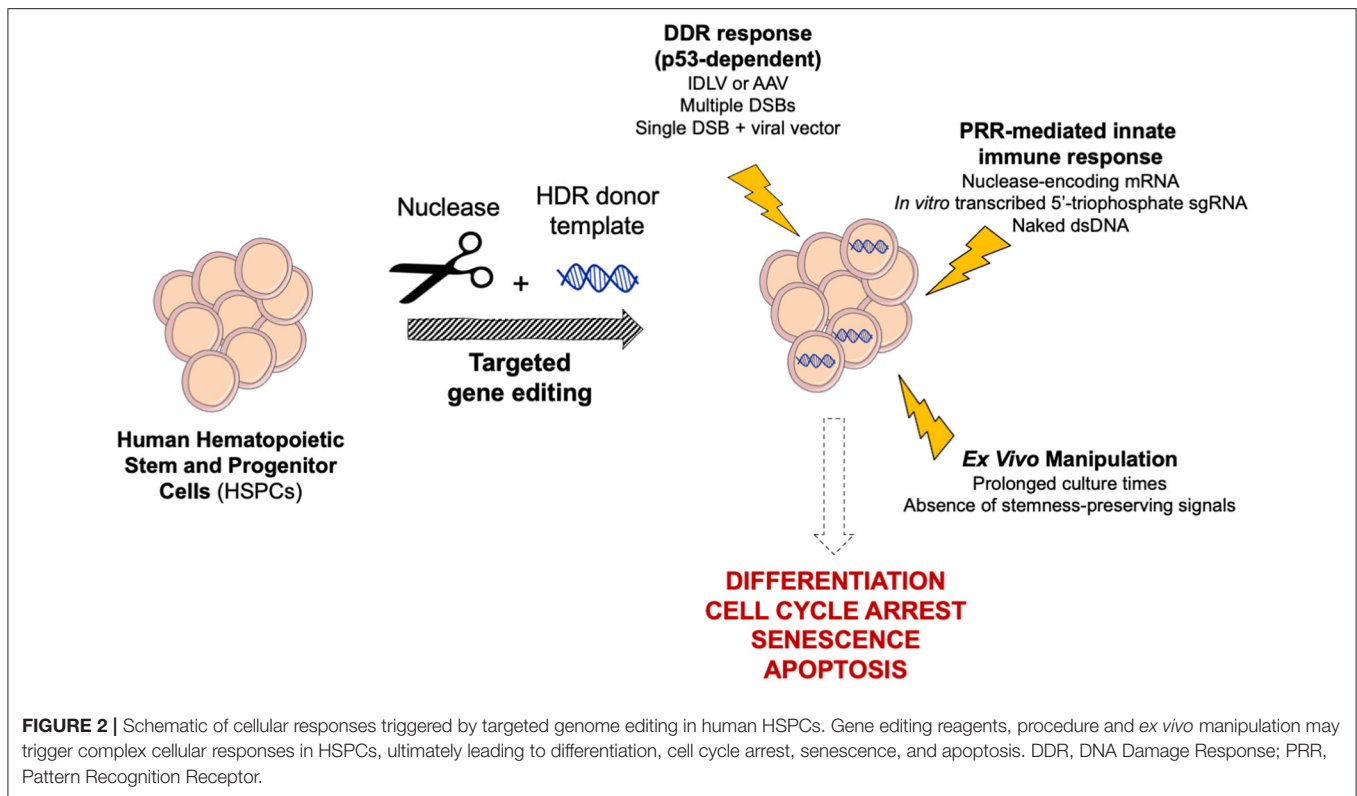 DDR response
(p53-dependent)
IDLV or AAV
Multiple DSBs
Single DSB + viral vector
PRR-mediated innate
immune response
Nuclease-encoding mRNA
In vitro transcribed 5'-triophosphate sgRNA
Naked dsDNA
Nuclease
+
HDR donor
template
Targeted
gene editing
Human Hematopoietic
Stem and Progenitor
Cells (HSPCs)
Ex Vivo Manipulation
Prolonged culture times
Absence of stemness-preserving signals
DIFFERENTIATION
CELL CYCLE ARREST
SENESCENCE
APOPTOSIS
FIGURE 2 | Schematic of cellular responses triggered by targeted genome editing in human HSPCs. Gene editing reagents, procedure and ex vivo manipulation may
trigger complex cellular responses in HSPCs, ultimately leading to differentiation, cell cycle arrest, senescence, and apoptosis. DDR, DNA Damage Response; PRR,
Pattern Recognition Receptor.